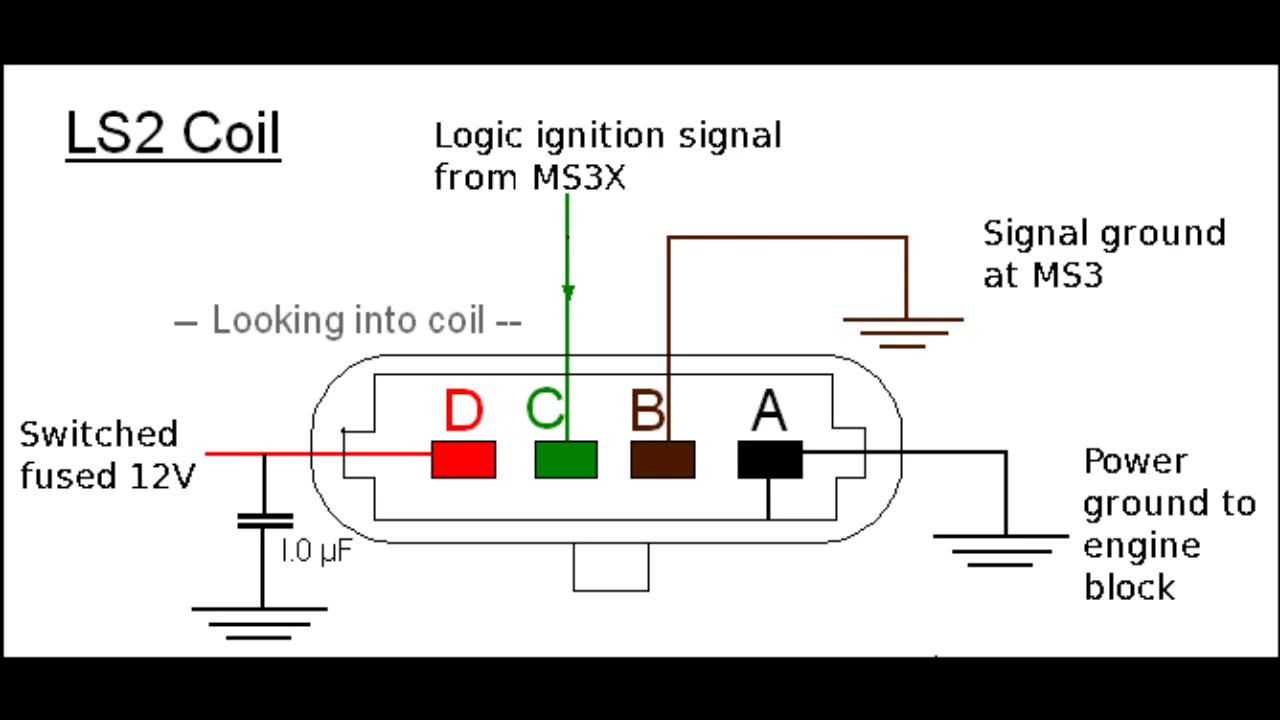 LS2 Coil
Logic ignition signal
from MS3X
Signal ground
at MS3
-- Looking into coil --
D C B A
Switched
fused 12V
1.0 µF
Power
ground to
engine
block